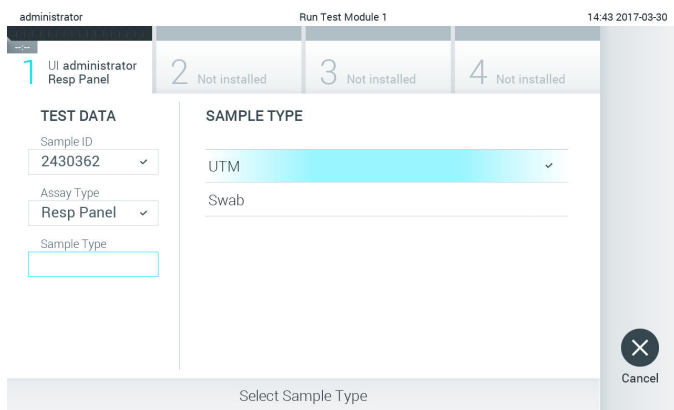 administrator
Run Test Module 1
14:43 2017-03-30
--:--
1 UI administrator
Resp Panel
2 Not installed
3 Not installed
4 Not installed
TEST DATA
Sample ID
2430362
Assay Type
Resp Panel
Sample Type
SAMPLE TYPE
UTM
Swab
Cancel
Select Sample Type